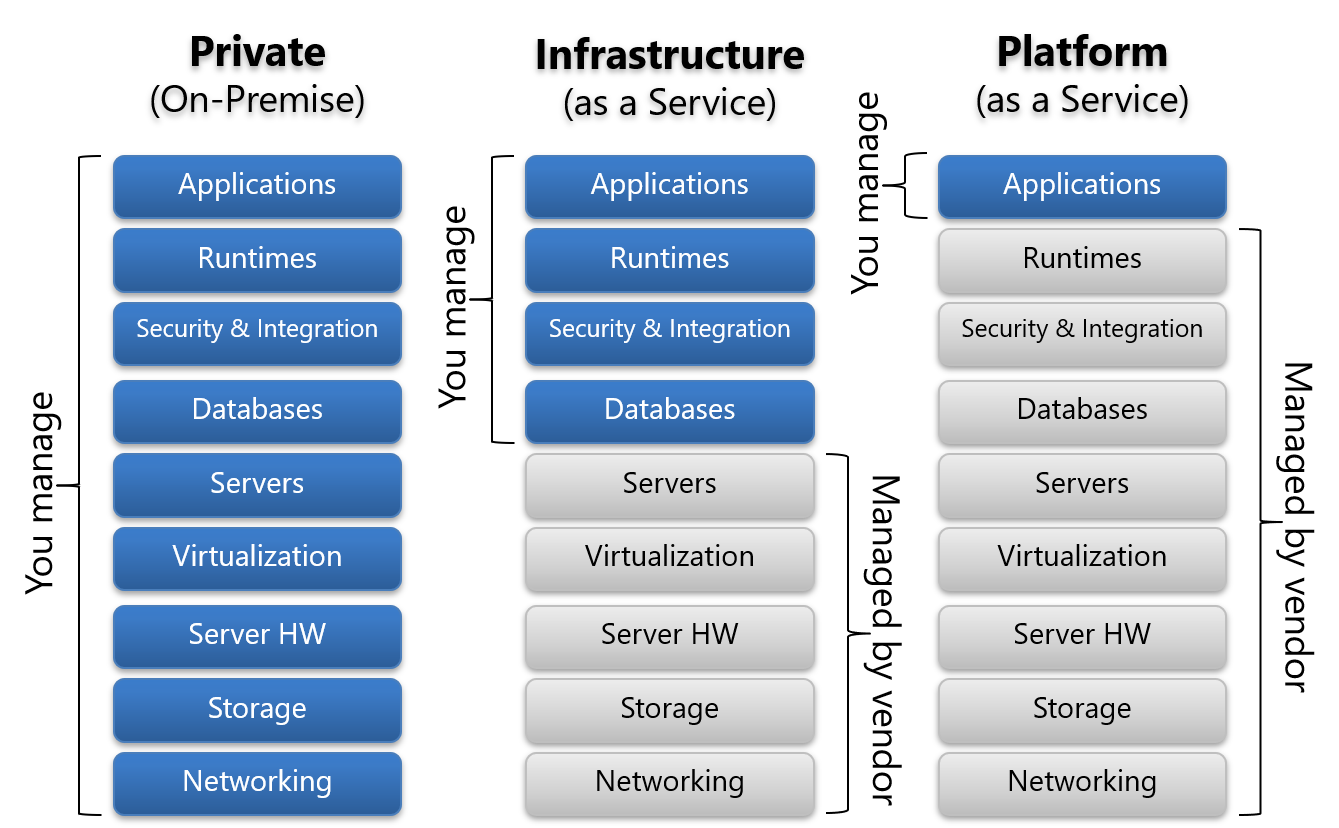 Private
(On-Premise)
You manage
Applications
Runtimes
Security & Integration
Databases
Servers
Virtualization
Server HW
Storage
Networking
Infrastructure
(as a Service)
You manage
Applications
Runtimes
Security & Integration
Databases
Servers
Virtualization
Server HW
Storage
Networking
Managed by vendor
Platform
(as a Service)
You manage
Applications
Runtimes
Security & Integration
Databases
Servers
Virtualization
Server HW
Storage
Networking
Managed by vendor